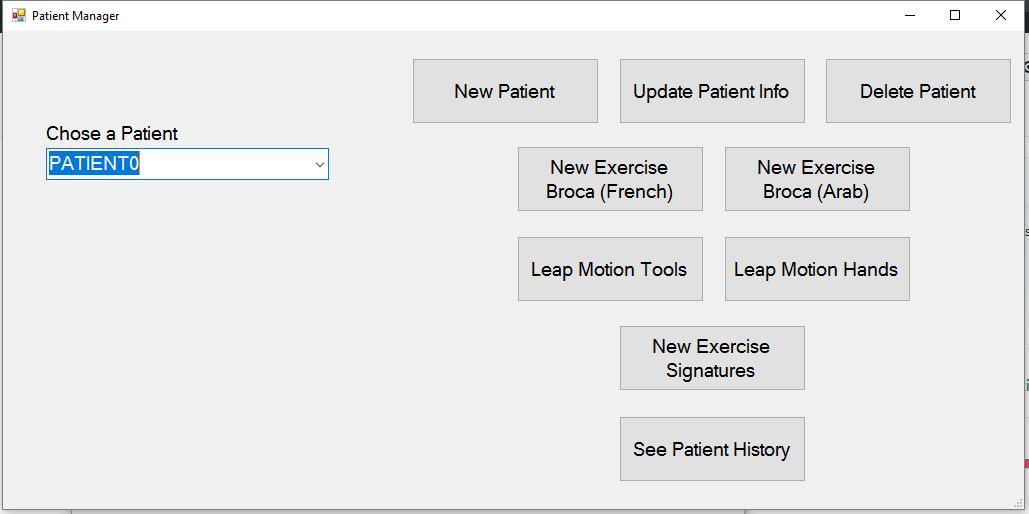 Patient Manager
New Patient
Update Patient Info
Delete Patient
Chose a Patient
PATIENT0
New Exercise
Broca (French)
New Exercise
Broca (Arab)
Leap Motion Tools
Leap Motion Hands
New Exercise
Signatures
See Patient History